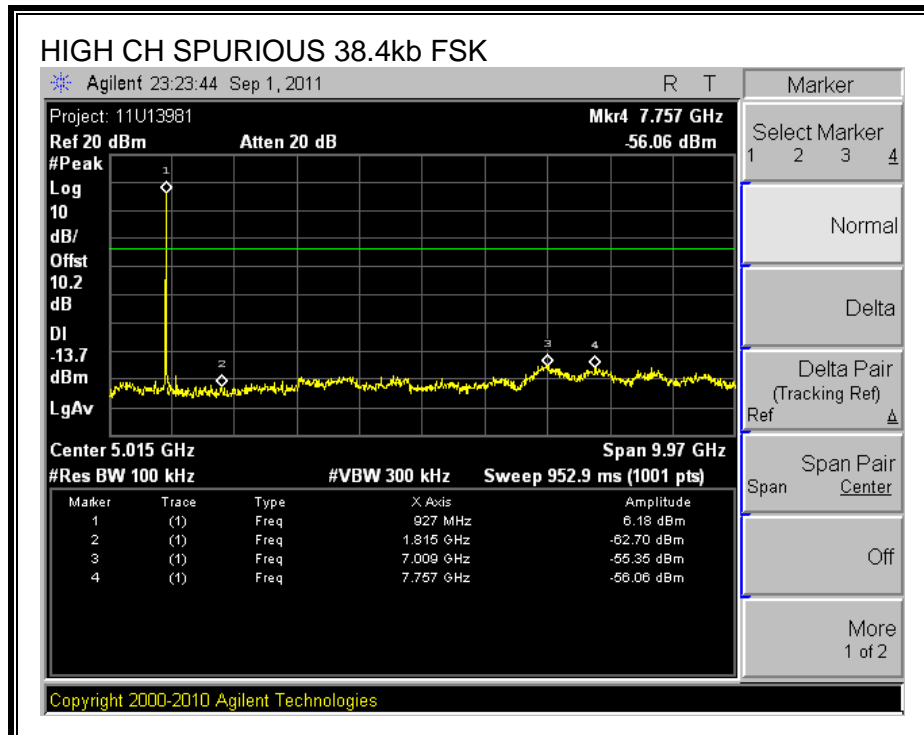 HIGH CH SPURIOUS 38.4kb FSK
Agilent 23:23:44 Sep 1, 2011 R T
Project: 11U13981 Mkr4 7.757 GHz
Ref 20 dBm Atten 20 dB -56.06 dBm
#Peak
Log
10
dB/
Offst
10.2
dB
DI
-13.7
dBm
LgAv
1
2
3
4
Center 5.015 GHz Span 9.97 GHz
#Res BW 100 kHz #VBW 300 kHz Sweep 952.9 ms (1001 pts)
Marker Trace Type X Axis Amplitude
1 (1) Freq 927 MHz 6.18 dBm
2 (1) Freq 1.815 GHz -62.70 dBm
3 (1) Freq 7.009 GHz -55.35 dBm
4 (1) Freq 7.757 GHz -56.06 dBm
Copyright 2000-2010 Agilent Technologies
Marker
Select Marker
1 2 3 4
Normal
Delta
Delta Pair
(Tracking Ref)
Ref Δ
Span Pair
Span Center
Off
More
1 of 2